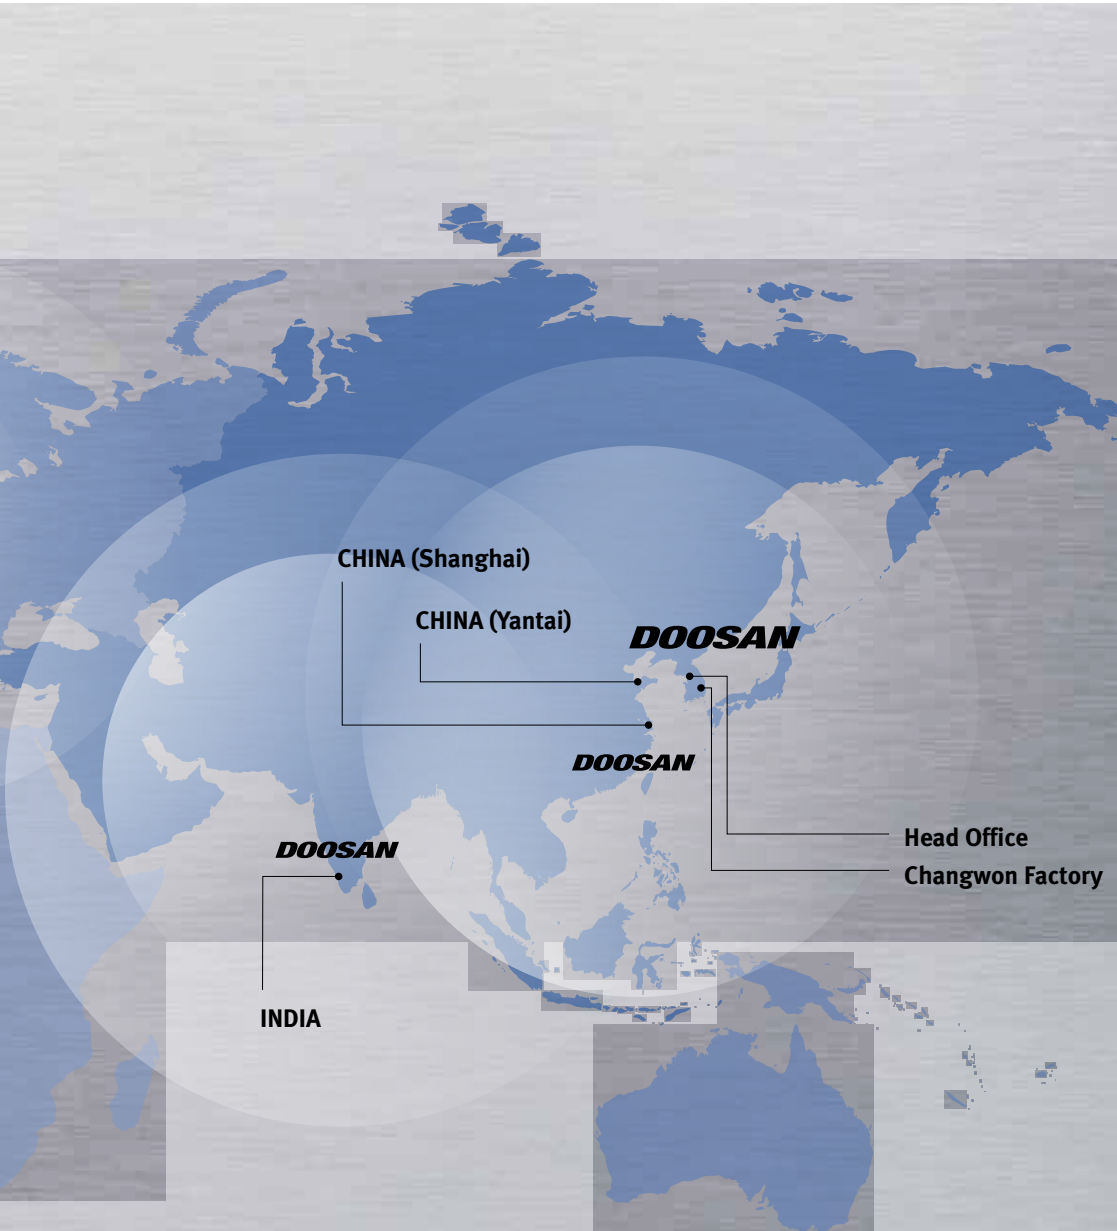 CHINA (Shanghai)
CHINA (Yantai)
DOOSAN
DOOSAN
Head Office
DOOSAN
Changwon Factory
INDIA